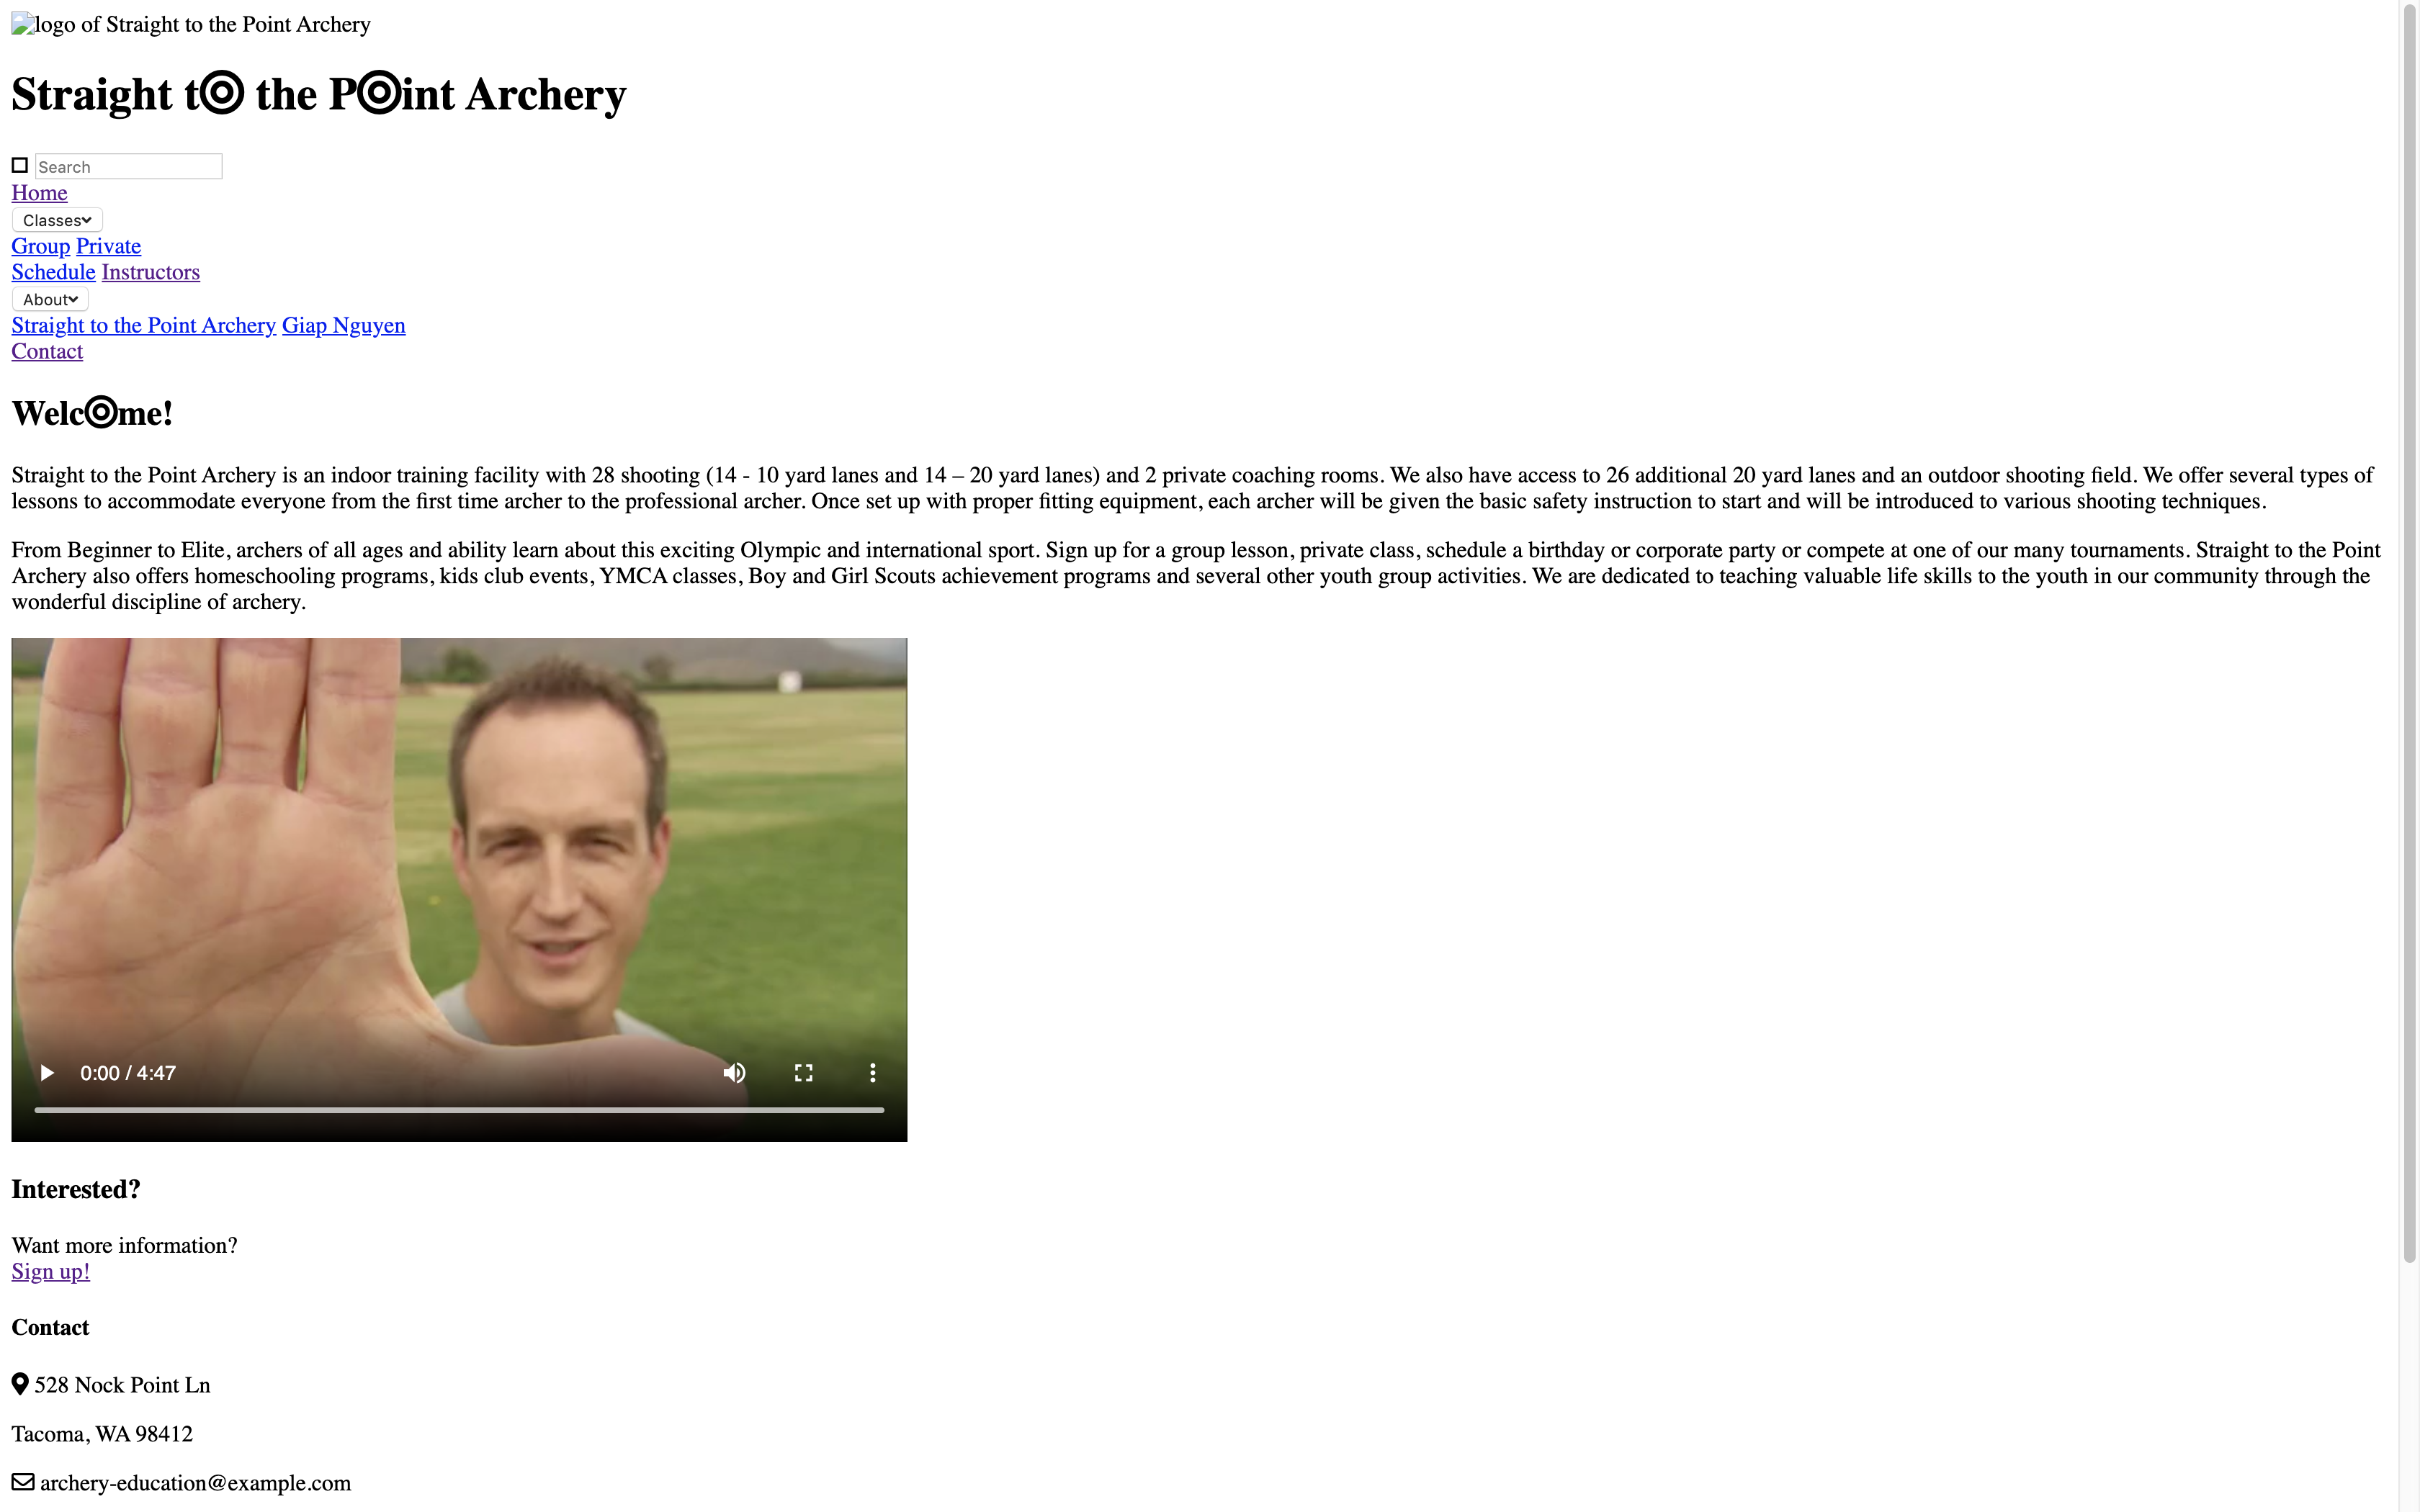 logo of Straight to the Point Archery
Straight t◎ the P◎int Archery
Search
Home
Classes
Group Private
Schedule Instructors
About
Straight to the Point Archery Giap Nguyen
Contact
Welc◎me!
Straight to the Point Archery is an indoor training facility with 28 shooting (14 - 10 yard lanes and 14 – 20 yard lanes) and 2 private coaching rooms. We also have access to 26 additional 20 yard lanes and an outdoor shooting field. We offer several types of
lessons to accommodate everyone from the first time archer to the professional archer. Once set up with proper fitting equipment, each archer will be given the basic safety instruction to start and will be introduced to various shooting techniques.
From Beginner to Elite, archers of all ages and ability learn about this exciting Olympic and international sport. Sign up for a group lesson, private class, schedule a birthday or corporate party or compete at one of our many tournaments. Straight to the Point
Archery also offers homeschooling programs, kids club events, YMCA classes, Boy and Girl Scouts achievement programs and several other youth group activities. We are dedicated to teaching valuable life skills to the youth in our community through the
wonderful discipline of archery.
0:00 / 4:47
Interested?
Want more information?
Sign up!
Contact
528 Nock Point Ln
Tacoma, WA 98412
archery-education@example.com